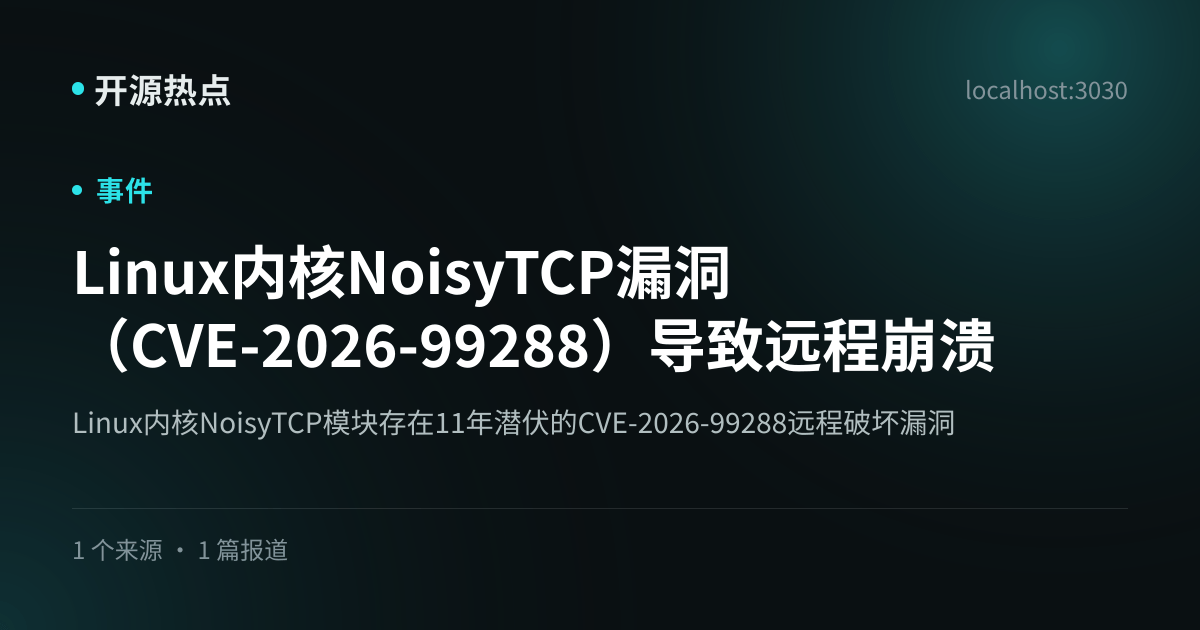 开源热点
localhost:3030
事件
Linux内核NoisyTCP漏洞
（CVE-2026-99288）导致远程崩溃
Linux内核NoisyTCP模块存在11年潜伏的CVE-2026-99288远程破坏漏洞
1 个来源 · 1 篇报道